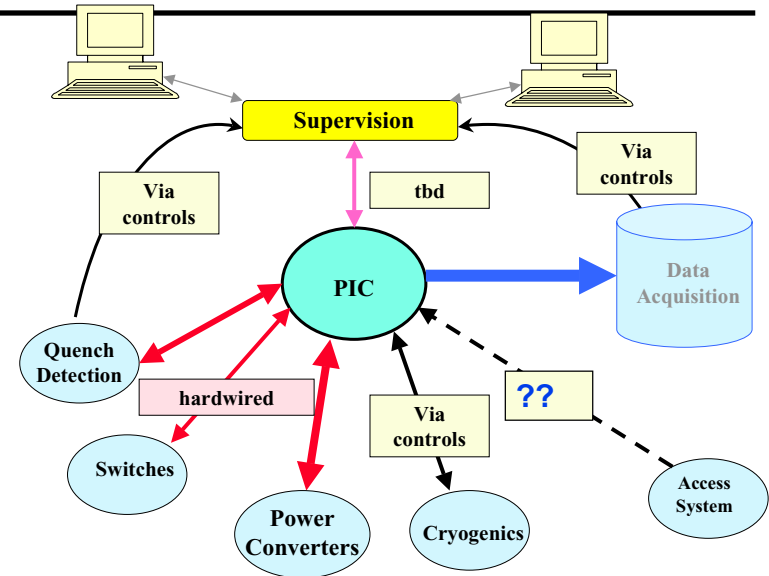 Supervision
Via
controls
tbd
Via
controls
PIC
Data
Acquisition
Quench
Detection
hardwired
??
Via
controls
Switches
Access
System
Power
Converters
Cryogenics